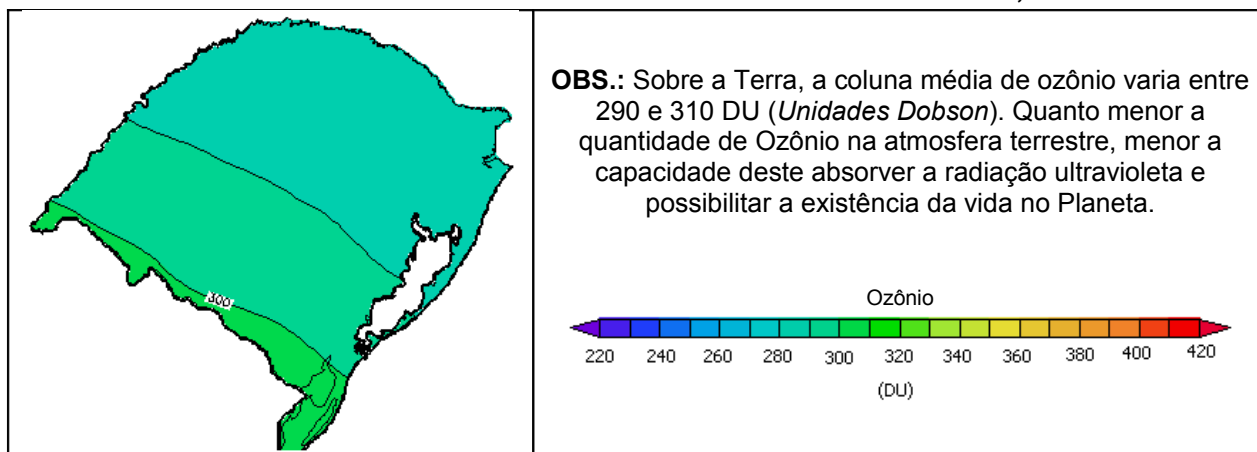 300
OBS.: Sobre a Terra, a coluna média de ozônio varia entre
290 e 310 DU (Unidades Dobson). Quanto menor a
quantidade de Ozônio na atmosfera terrestre, menor a
capacidade deste absorver a radiação ultravioleta e
possibilitar a existência da vida no Planeta.
Ozônio
220 240 260 280 300 320 340 360 380 400 420
(DU)